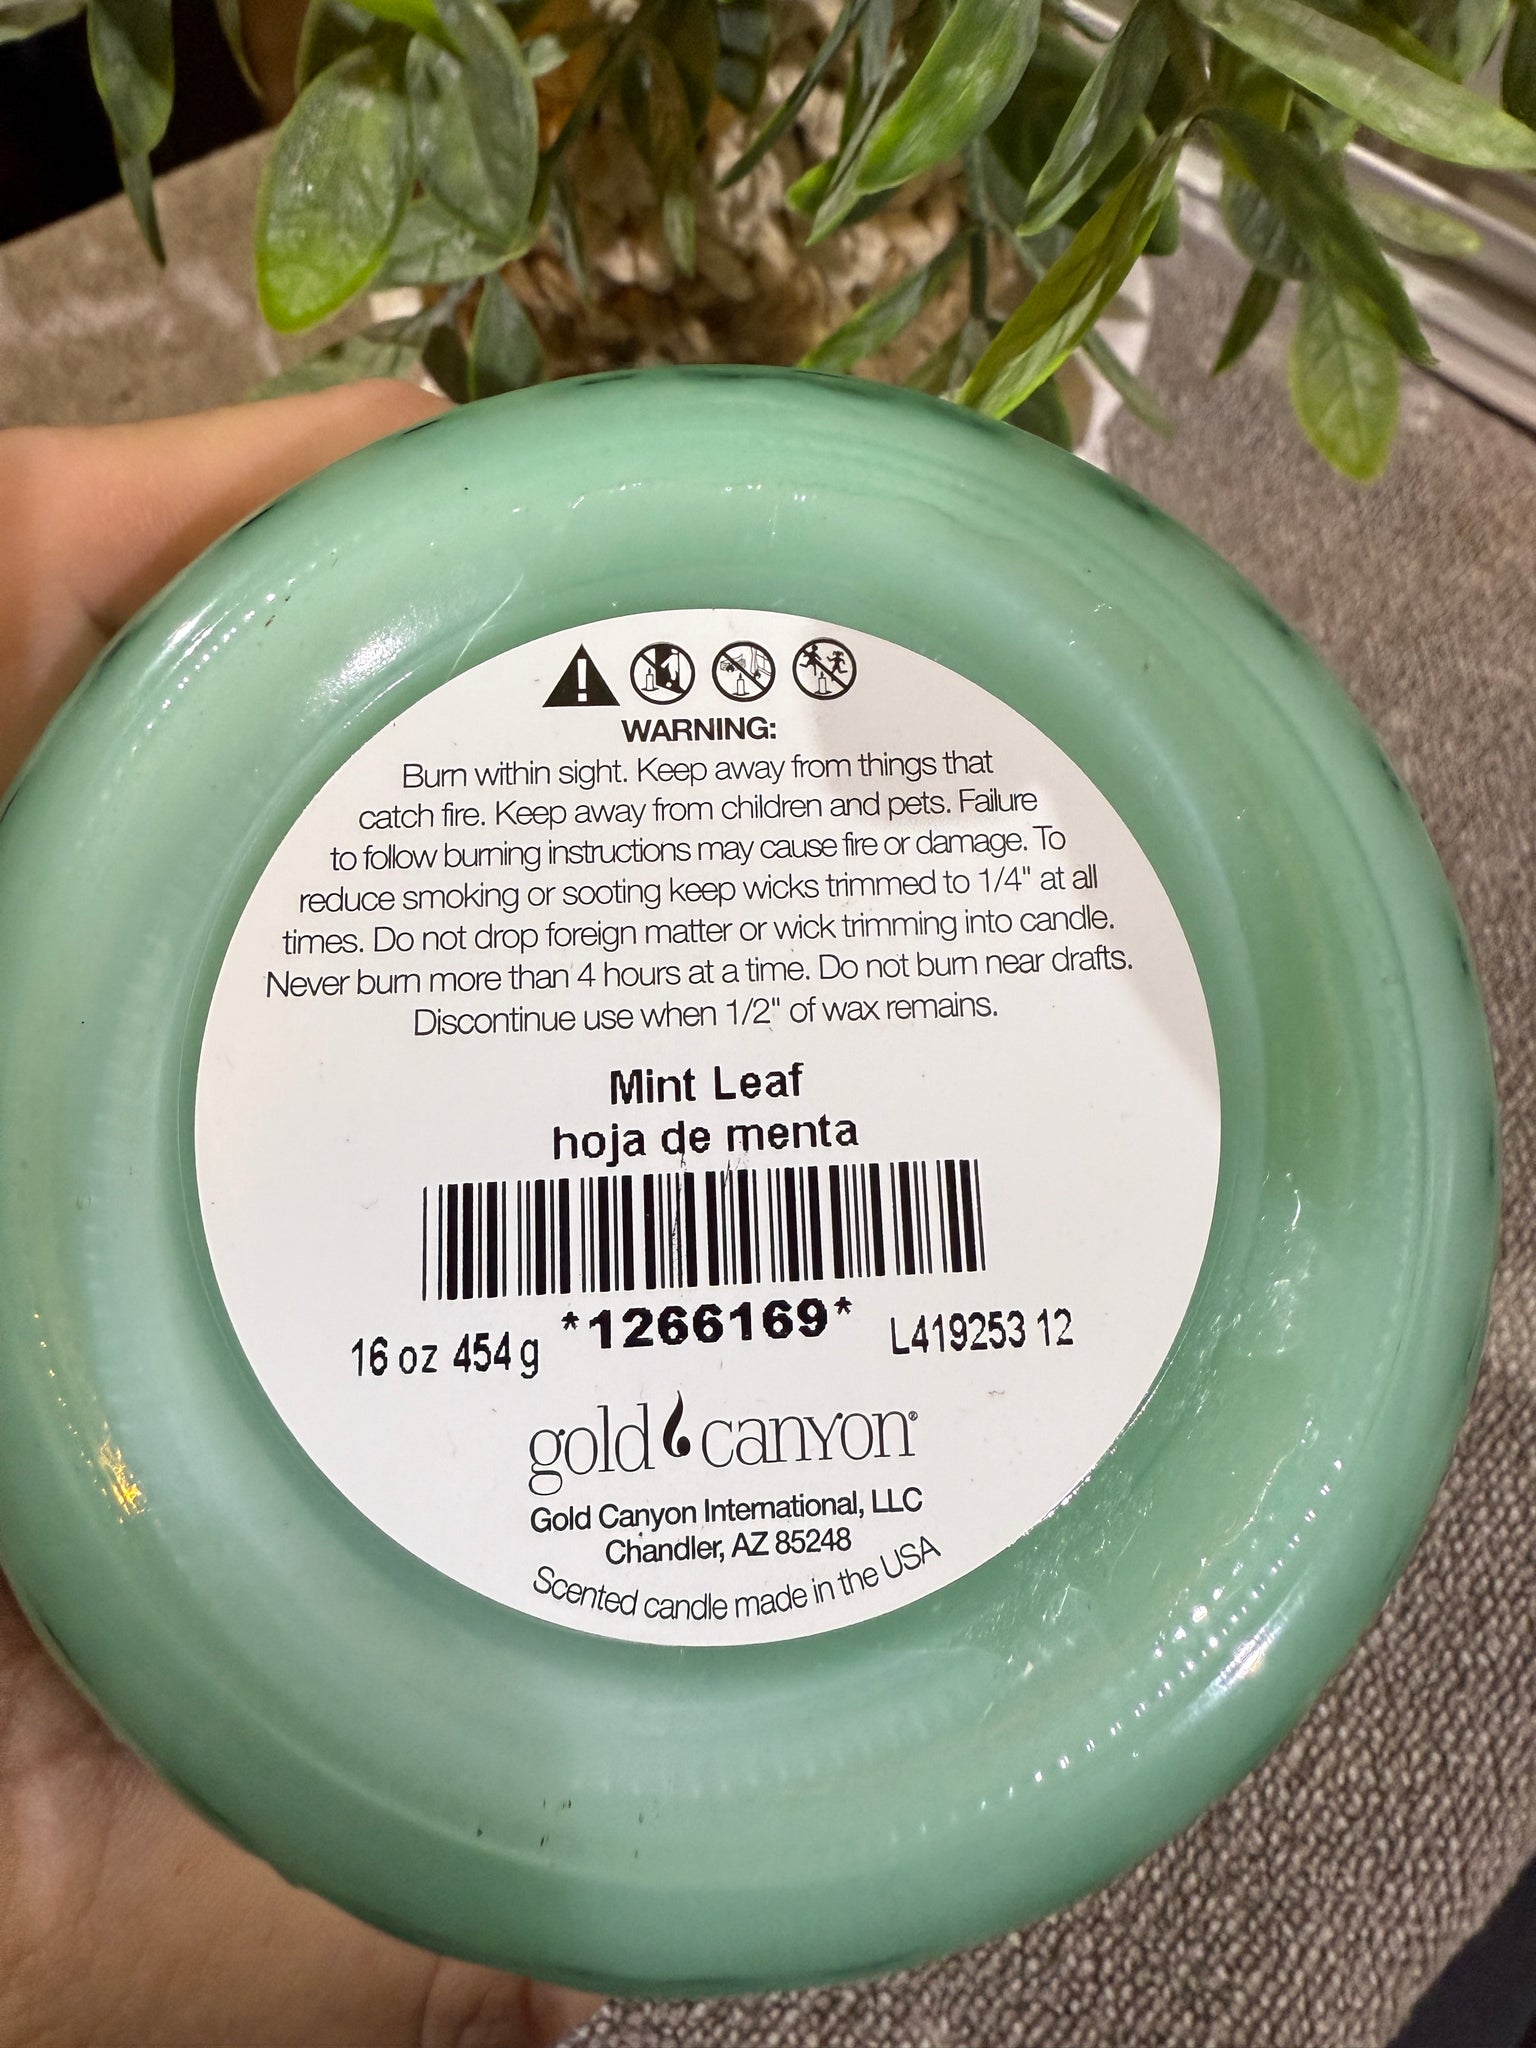 WARNING:
Burn within sight. Keep away from things that
catch fire. Keep away from children and pets. Failure
to follow burning instructions may cause fire or damage. To
reduce smoking or sooting keep wicks trimmed to 1/4" at all
times. Do not drop foreign matter or wick trimming into candle.
Never burn more than 4 hours at a time. Do not burn near drafts.
Discontinue use when 1/2" of wax remains.
Mint Leaf
hoja de menta
16 oz 454 g *1266169* L419253 12
gold canyon®
Gold Canyon International, LLC
Chandler, AZ 85248
Scented candle made in the USA